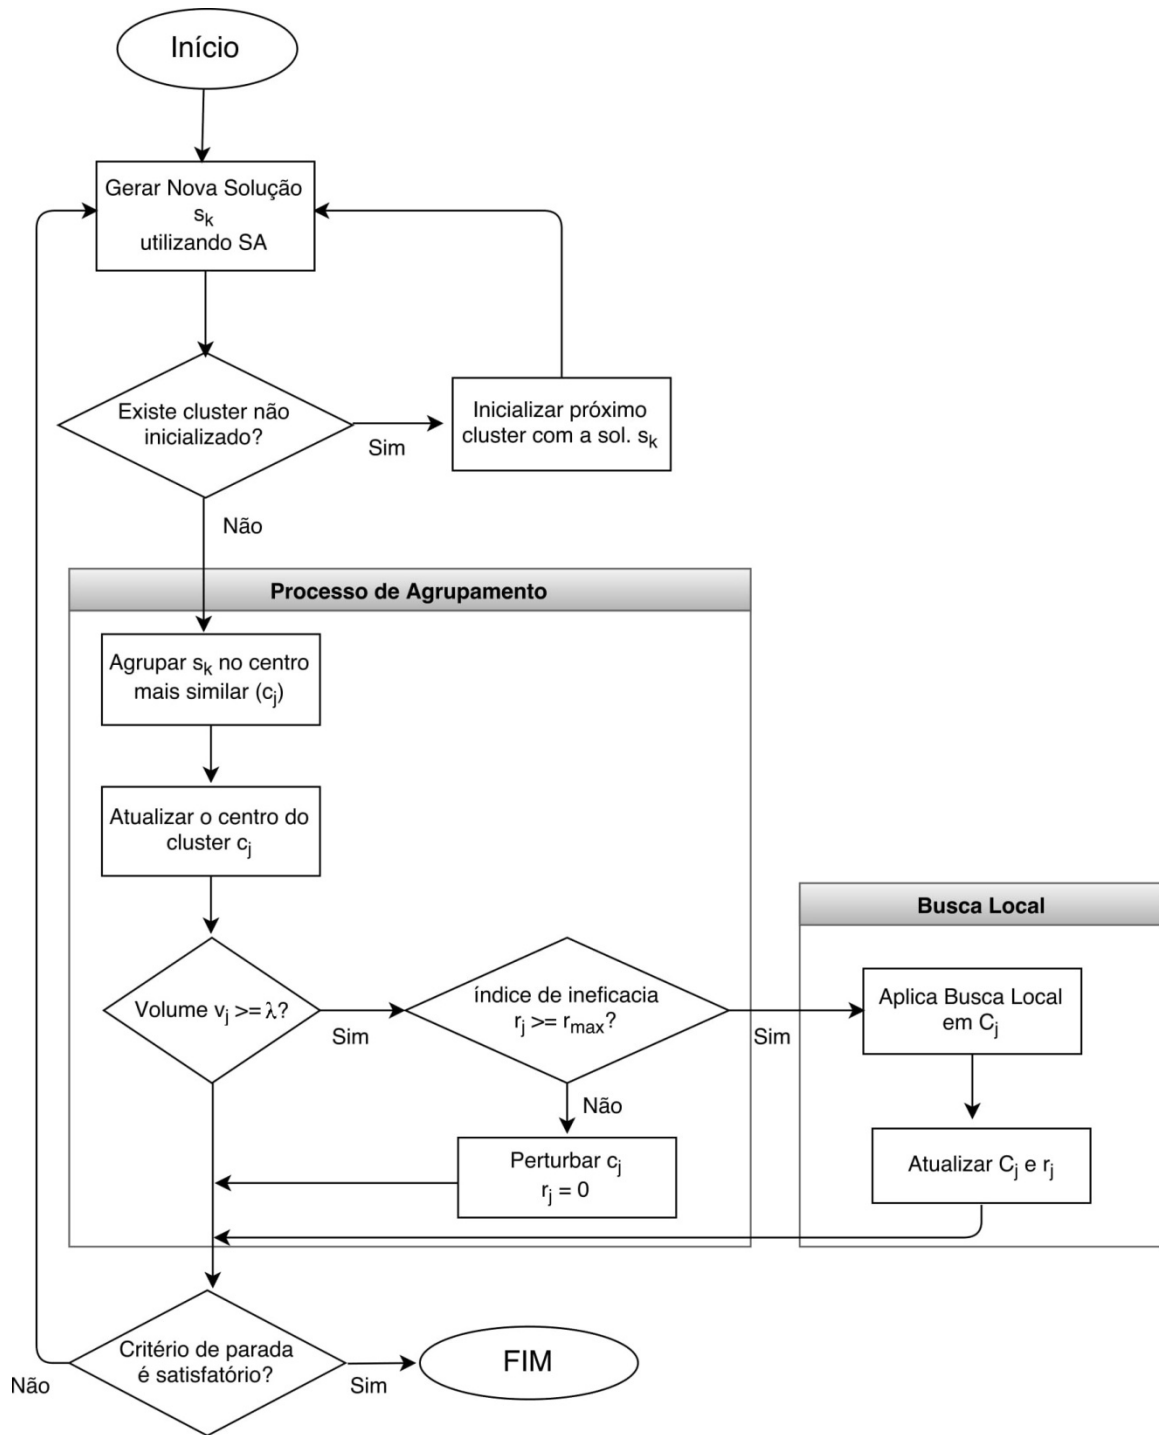 Início
Gerar Nova Solução
sk
utilizando SA
Existe cluster não
inicializado?
Sim
Inicializar próximo
cluster com a sol. sk
Não
Processo de Agrupamento
Agrupar sk no centro
mais similar (cj)
Atualizar o centro do
cluster cj
Volume vj >= λ?
Sim
índice de ineficacia
rj >= rmax?
Sim
Não
Perturbar cj
rj = 0
Busca Local
Aplica Busca Local
em Cj
Atualizar Cj e rj
Critério de parada
é satisfatório?
Não
Sim
FIM